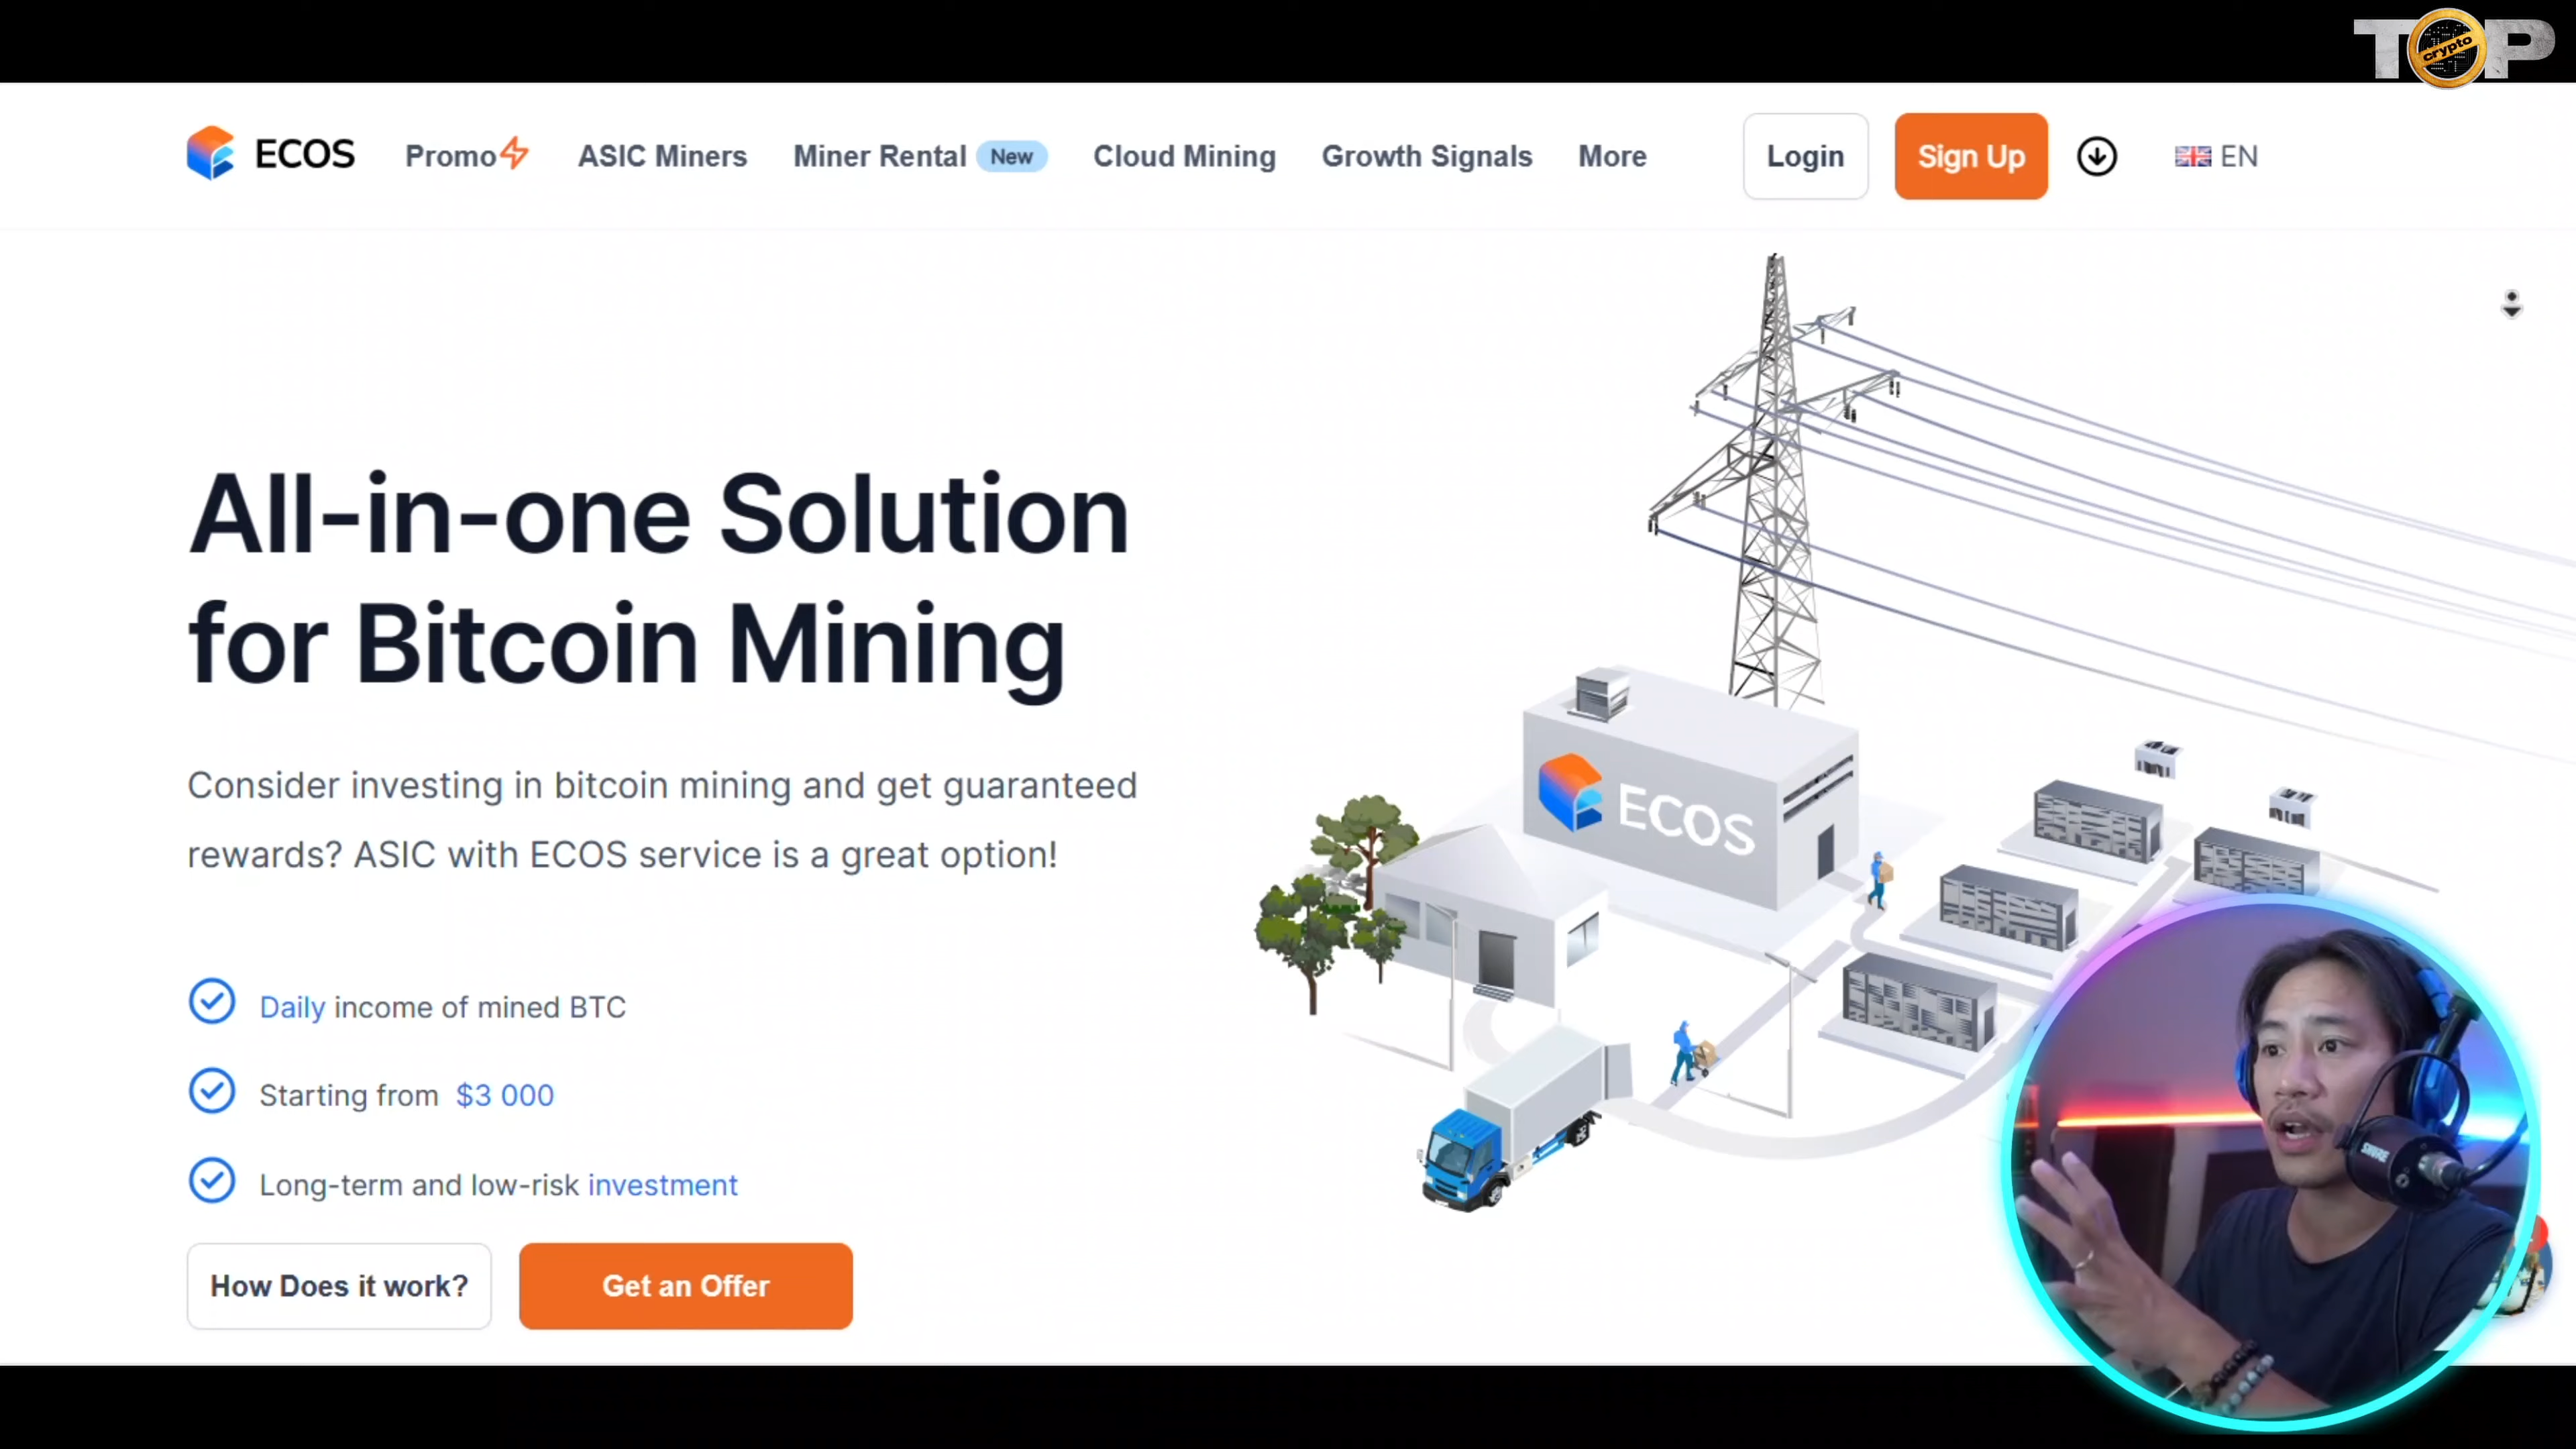 TOP
crypto
ECOS
Promo
ASIC Miners
Miner Rental New
Cloud Mining
Growth Signals
More
Login
Sign Up
EN
All-in-one Solution
for Bitcoin Mining
Consider investing in bitcoin mining and get guaranteed
rewards? ASIC with ECOS service is a great option!
Daily income of mined BTC
Starting from $3 000
Long-term and low-risk investment
How Does it work?
Get an Offer
ECOS
SHURE